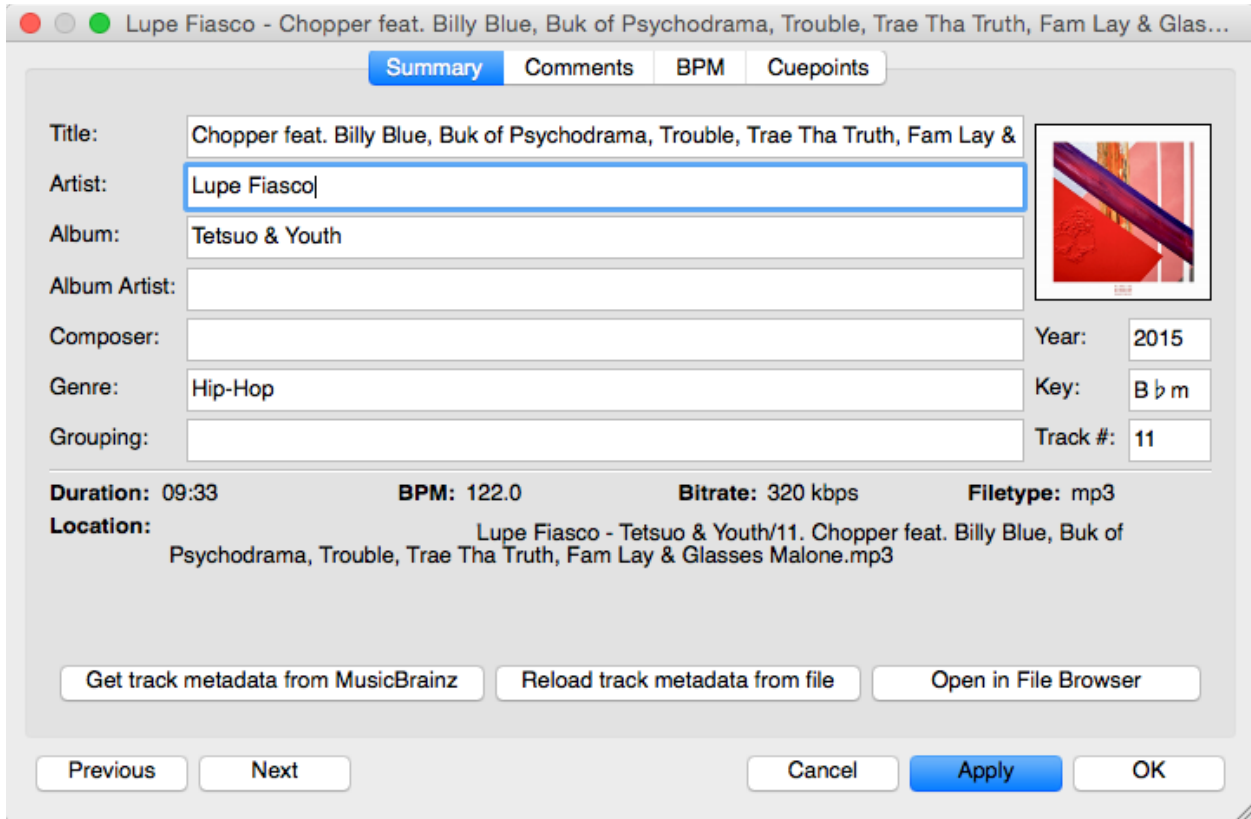 Lupe Fiasco - Chopper feat. Billy Blue, Buk of Psychodrama, Trouble, Trae Tha Truth, Fam Lay & Glas...
Summary Comments BPM Cuepoints
Title: Chopper feat. Billy Blue, Buk of Psychodrama, Trouble, Trae Tha Truth, Fam Lay &
Artist: Lupe Fiasco
Album: Tetsuo & Youth
Album Artist:
Composer: Year: 2015
Genre: Hip-Hop Key: B♭m
Grouping: Track #: 11
Duration: 09:33 BPM: 122.0 Bitrate: 320 kbps Filetype: mp3
Location: Lupe Fiasco - Tetsuo & Youth/11. Chopper feat. Billy Blue, Buk of
Psychodrama, Trouble, Trae Tha Truth, Fam Lay & Glasses Malone.mp3
Get track metadata from MusicBrainz Reload track metadata from file Open in File Browser
Previous Next Cancel Apply OK